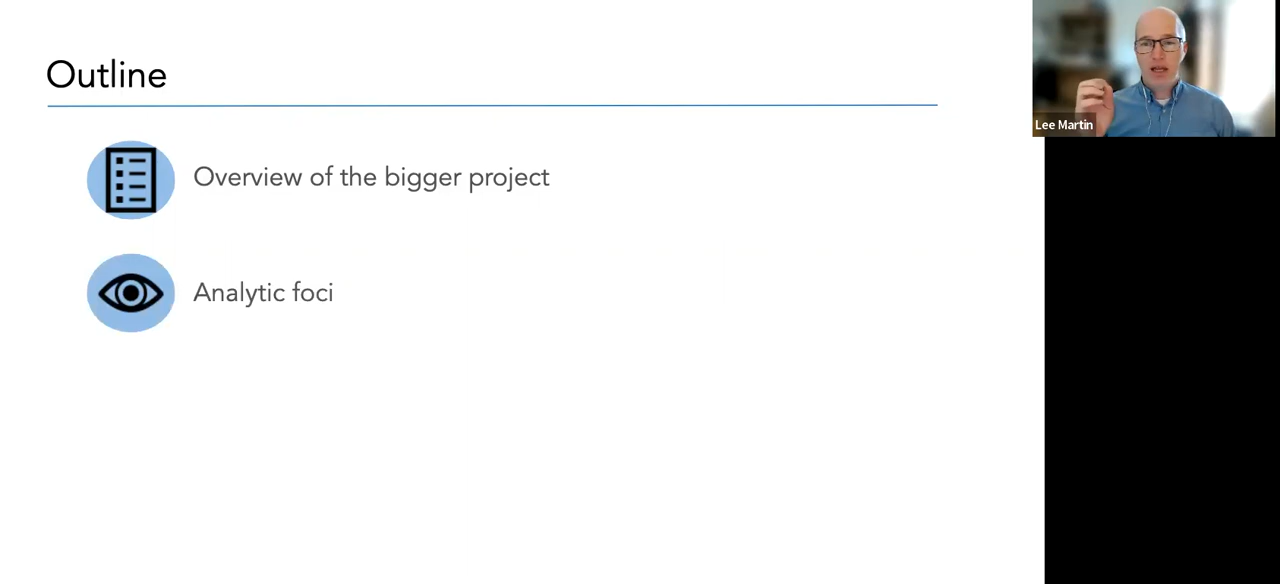 Outline
Overview of the bigger project
Analytic foci
Lee Martin